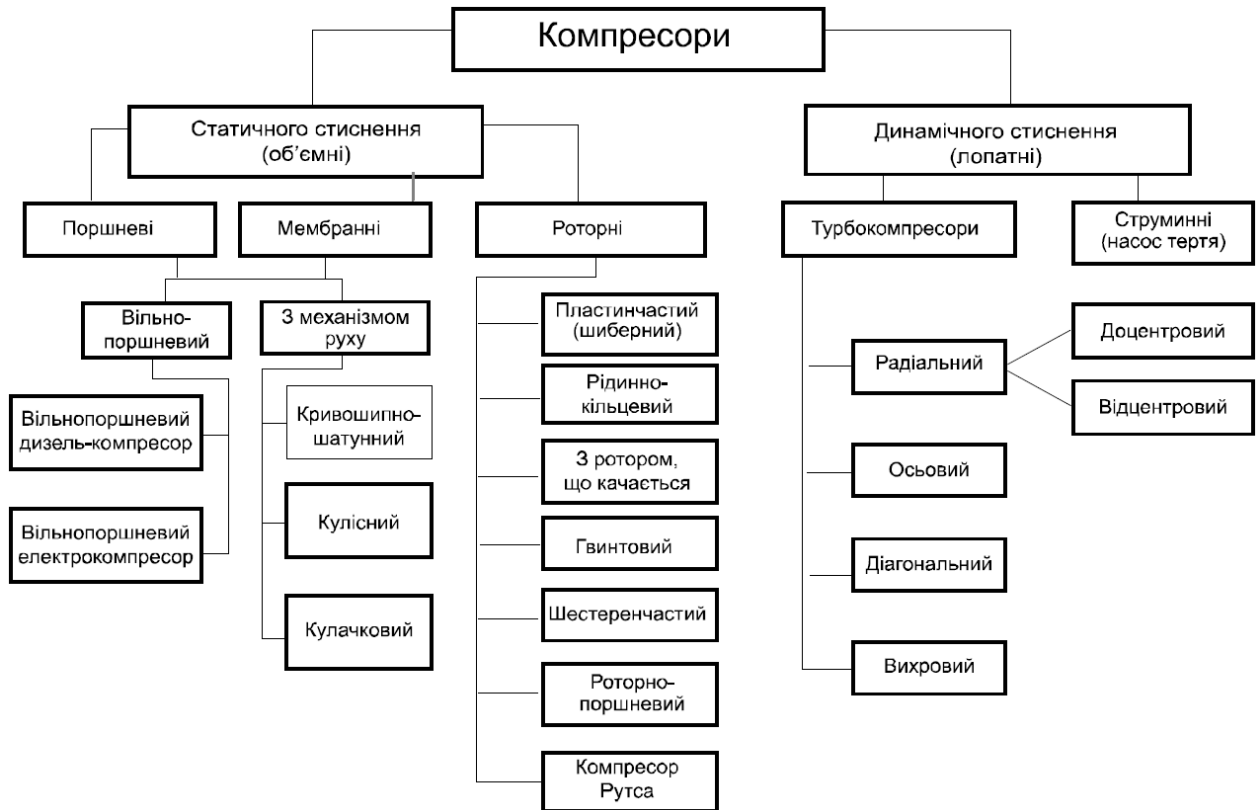 Компресори
Статичного стиснення
(об’ємні)
Динамічного стиснення
(лопатні)
Поршневі
Мембранні
Роторні
Турбокомпресори
Струминні
(насос тертя)
Вільно-
поршневий
З механізмом
руху
Вільнопоршневий
дизель-компресор
Вільнопоршневий
електрокомпресор
Кривошипно-
шатунний
Кулісний
Кулачковий
Пластинчастий
(шиберний)
Рідинно-
кільцевий
З ротором,
що качається
Гвинтовий
Шестеренчастий
Роторно-
поршневий
Компресор
Рутса
Радіальний
Осьовий
Діагональний
Вихровий
Доцентровий
Відцентровий